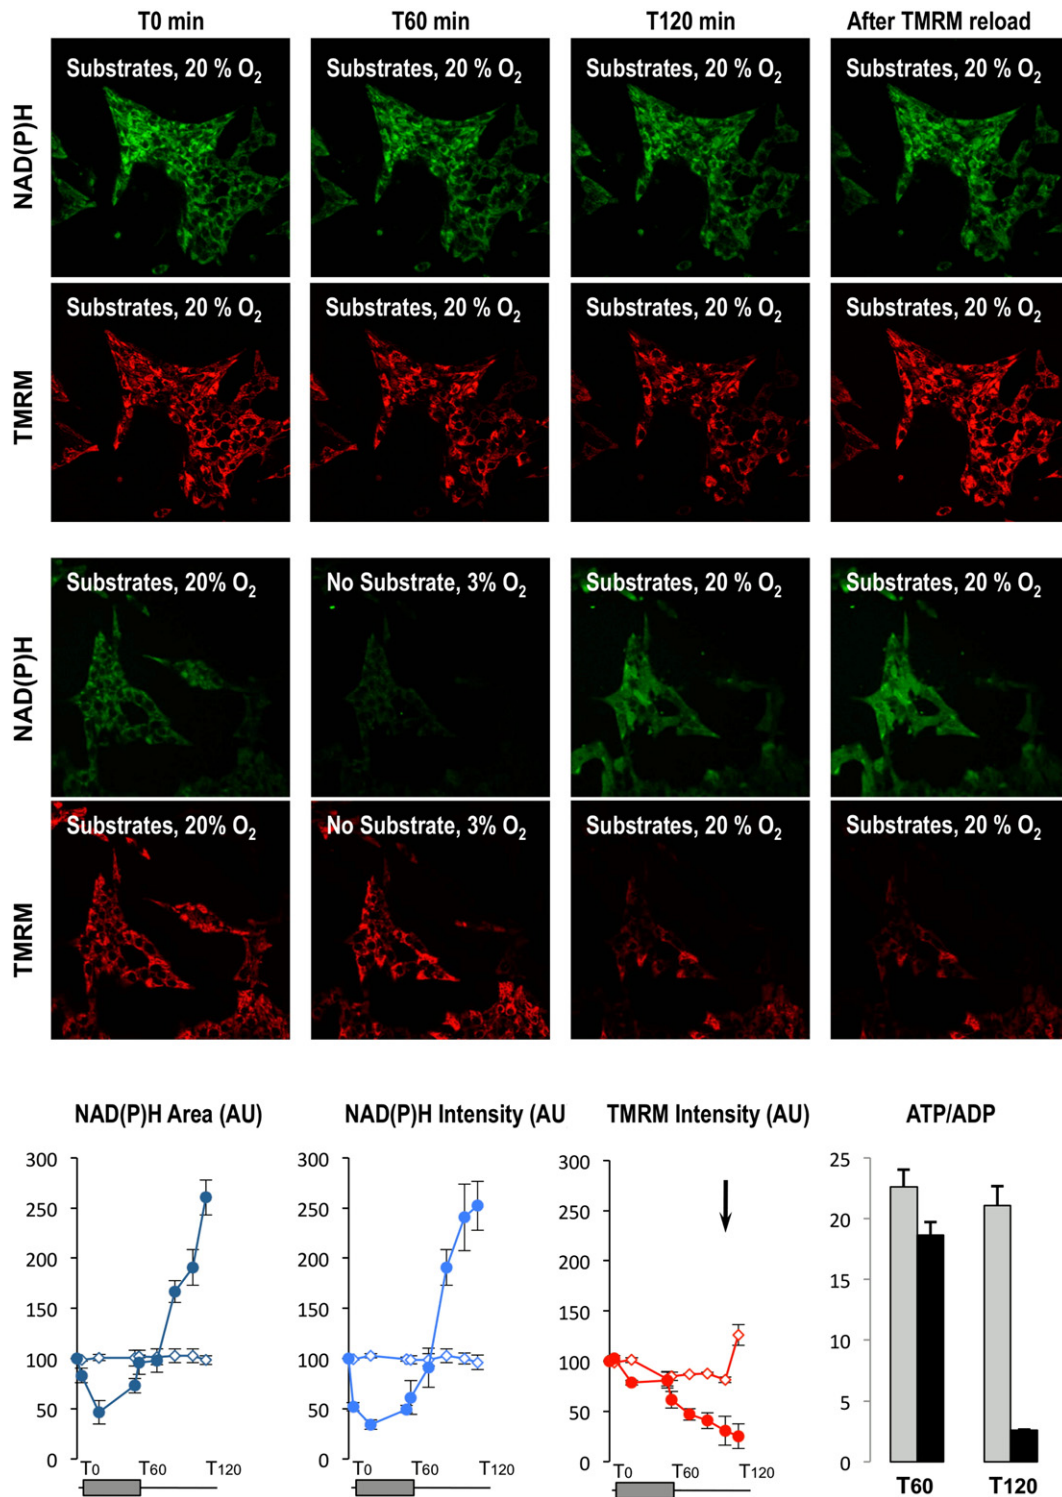 T0 min T60 min T120 min After TMRM reload
NAD(P)H
Substrates, 20 % O₂ Substrates, 20 % O₂ Substrates, 20 % O₂ Substrates, 20 % O₂
TMRM
Substrates, 20 % O₂ Substrates, 20 % O₂ Substrates, 20 % O₂ Substrates, 20 % O₂
NAD(P)H
Substrates, 20% O₂ No Substrate, 3% O₂ Substrates, 20 % O₂ Substrates, 20 % O₂
TMRM
Substrates, 20% O₂ No Substrate, 3% O₂ Substrates, 20 % O₂ Substrates, 20 % O₂
NAD(P)H Area (AU)
300
250
200
150
100
50
0
T₀ T₆₀ T₁₂₀
NAD(P)H Intensity (AU
300
250
200
150
100
50
0
T₀ T₆₀ T₁₂₀
TMRM Intensity (AU)
300
250
200
150
100
50
0
T₀ T₆₀ T₁₂₀
ATP/ADP
25
22
20
15
10
5
0
T60 T120